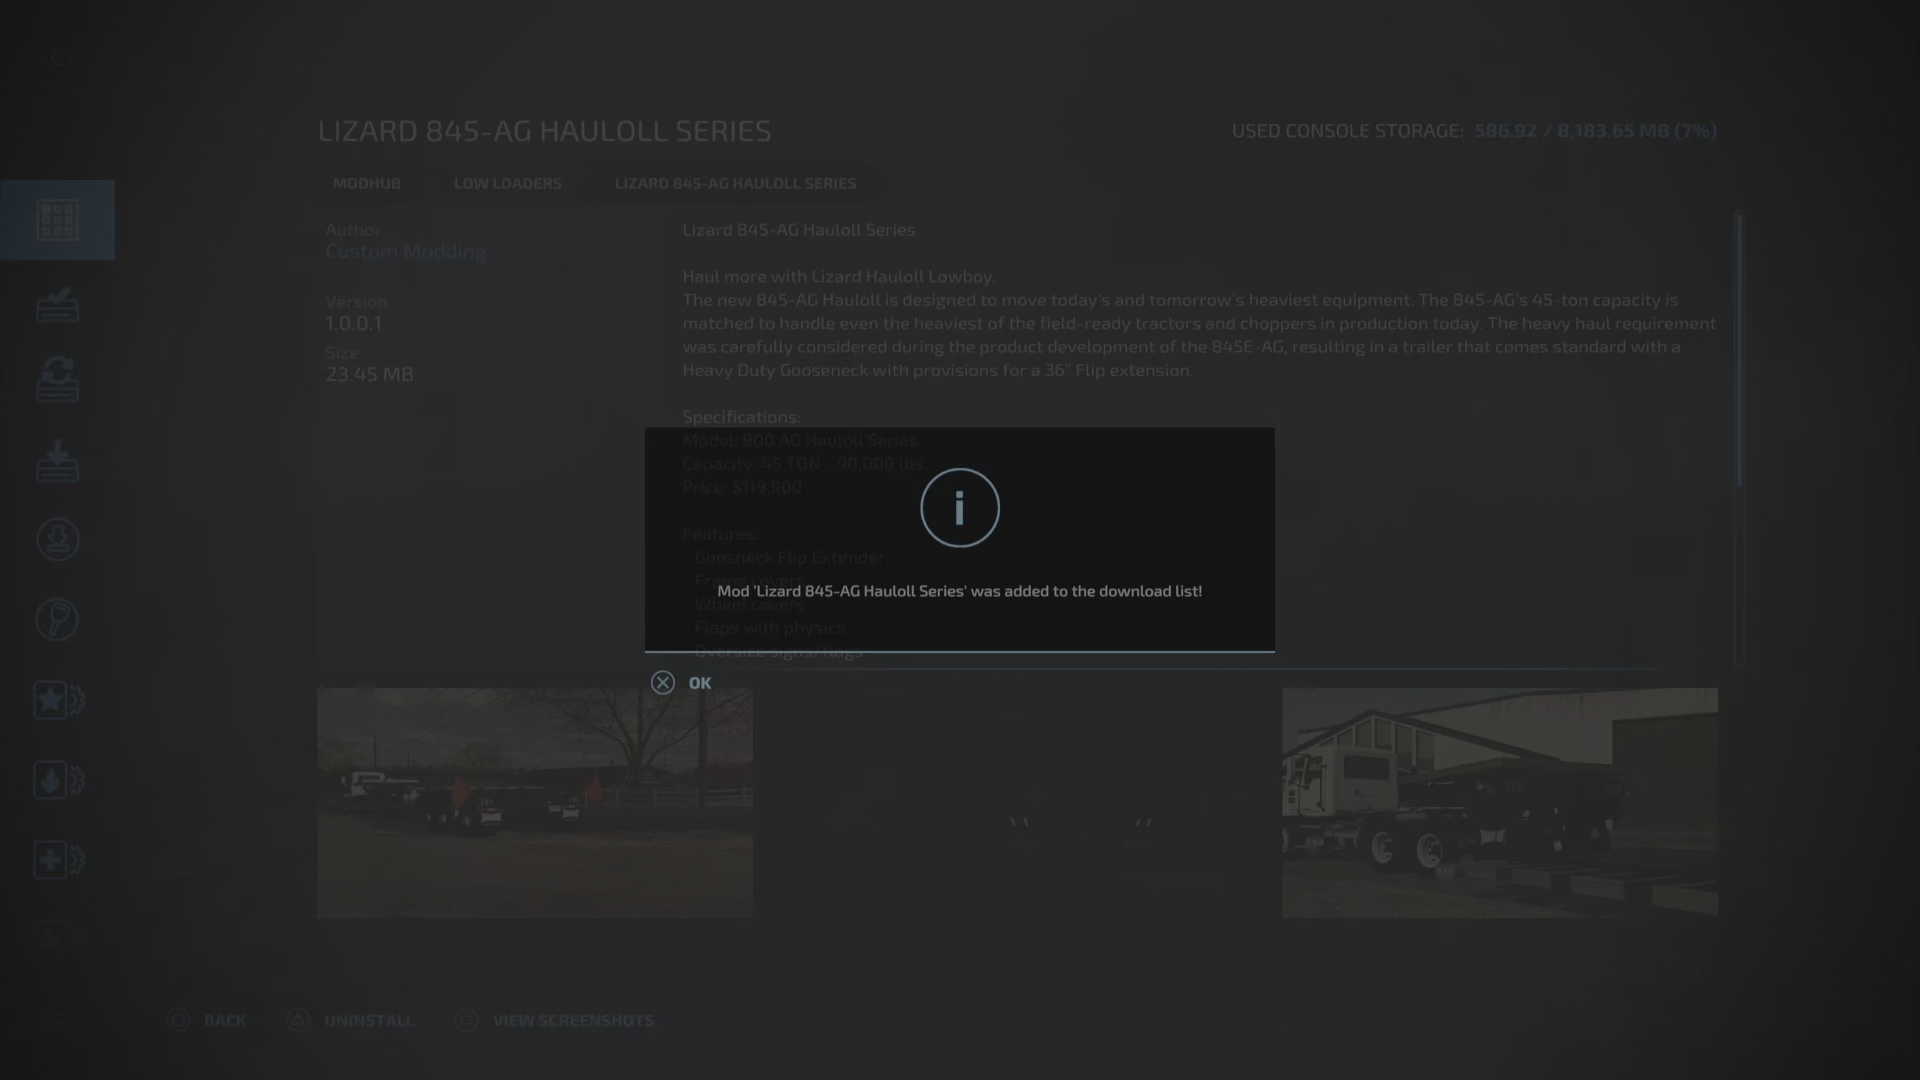 LIZARD 845-AG HAULOLL SERIES
USED CONSOLE STORAGE: 586.92 / 8,183.65 MB (7%)
MODHUB
LOW LOADERS
LIZARD 845-AG HAULOLL SERIES
Author
Custom Modding
Version
1.0.0.1
Size
23.45 MB
Lizard 845-AG Hauloll Series
Haul more with Lizard Hauloll Lowboy.
The new 845-AG Hauloll is designed to move today's and tomorrow's heaviest equipment. The 845-AG's 45-ton capacity is
matched to handle even the heaviest of the field-ready tractors and choppers in production today. The heavy haul requirement
was carefully considered during the product development of the 845E-AG, resulting in a trailer that comes standard with a
Heavy Duty Gooseneck with provisions for a 36" Flip extension.
Specifications:
Model: 800 AG Hauloll Series
Capacity: 45 TON - 90,000 lbs
Price: $119,900
Features:
- Goosneck Flip Extender
- Frame covers
- Wheel covers
- Flaps with physics
- Oversize signs/flags
Mod 'Lizard 845-AG Hauloll Series' was added to the download list!
OK
BACK
UNINSTALL
VIEW SCREENSHOTS